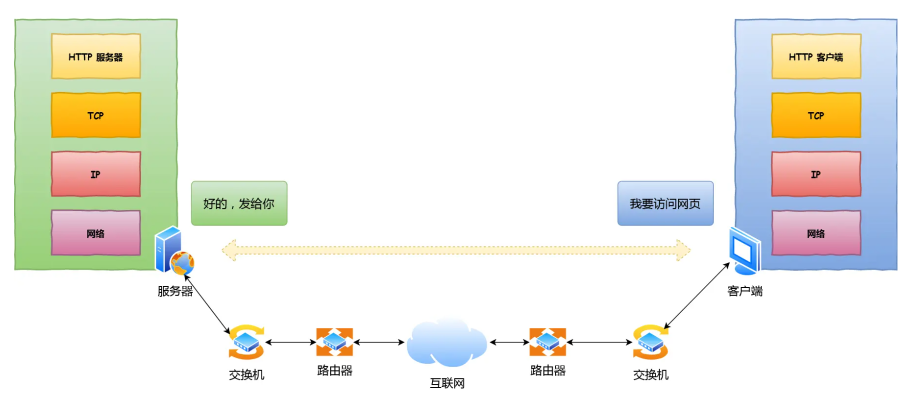 HTTP 服务器
TCP
IP
网络
服务器
好的，发给你
我要访问网页
HTTP 客户端
TCP
IP
网络
客户端
交换机
路由器
互联网
路由器
交换机